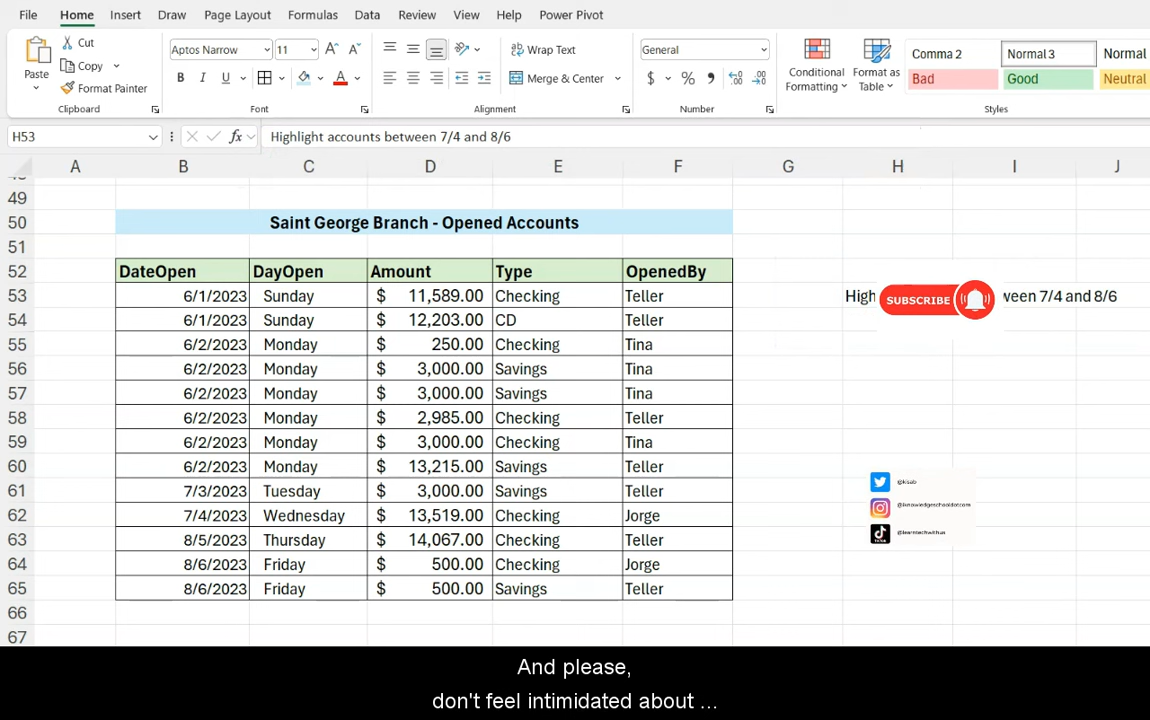 File Home Insert Draw Page Layout Formulas Data Review View Help Power Pivot
Paste Cut Copy Format Painter
Aptos Narrow 11
B I U A
Wrap Text
Merge & Center
General
$ % ,
Conditional Formatting
Format as Table
Comma 2 Normal 3 Normal
Bad Good Neutral
Clipboard Font Alignment Number Styles
H53 fx Highlight accounts between 7/4 and 8/6
A B C D E F G H I J
49
50 Saint George Branch - Opened Accounts
51
52 DateOpen DayOpen Amount Type OpenedBy
53 6/1/2023 Sunday $ 11,589.00 Checking Teller High SUBSCRIBE ween 7/4 and 8/6
54 6/1/2023 Sunday $ 12,203.00 CD Teller
55 6/2/2023 Monday $ 250.00 Checking Tina
56 6/2/2023 Monday $ 3,000.00 Savings Tina
57 6/2/2023 Monday $ 3,000.00 Savings Tina
58 6/2/2023 Monday $ 2,985.00 Checking Teller
59 6/2/2023 Monday $ 3,000.00 Checking Tina
60 6/2/2023 Monday $ 13,215.00 Savings Teller
61 7/3/2023 Tuesday $ 3,000.00 Savings Teller
62 7/4/2023 Wednesday $ 13,519.00 Checking Jorge
63 8/5/2023 Thursday $ 14,067.00 Checking Teller
64 8/6/2023 Friday $ 500.00 Checking Jorge
65 8/6/2023 Friday $ 500.00 Savings Teller
66
67
@kisab
@iknowledgeschooldotcom
@learntechwithus
And please,
don't feel intimidated about ...